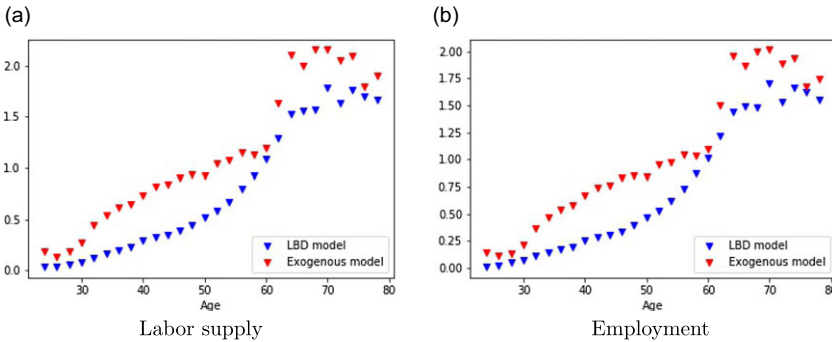 (a)
2.0
1.5
1.0
0.5
0.0
30 40 50 60 70 80
Age
LBD model
Exogenous model
Labor supply
(b)
2.00
1.75
1.50
1.25
1.00
0.75
0.50
0.25
0.00
30 40 50 60 70 80
Age
LBD model
Exogenous model
Employment